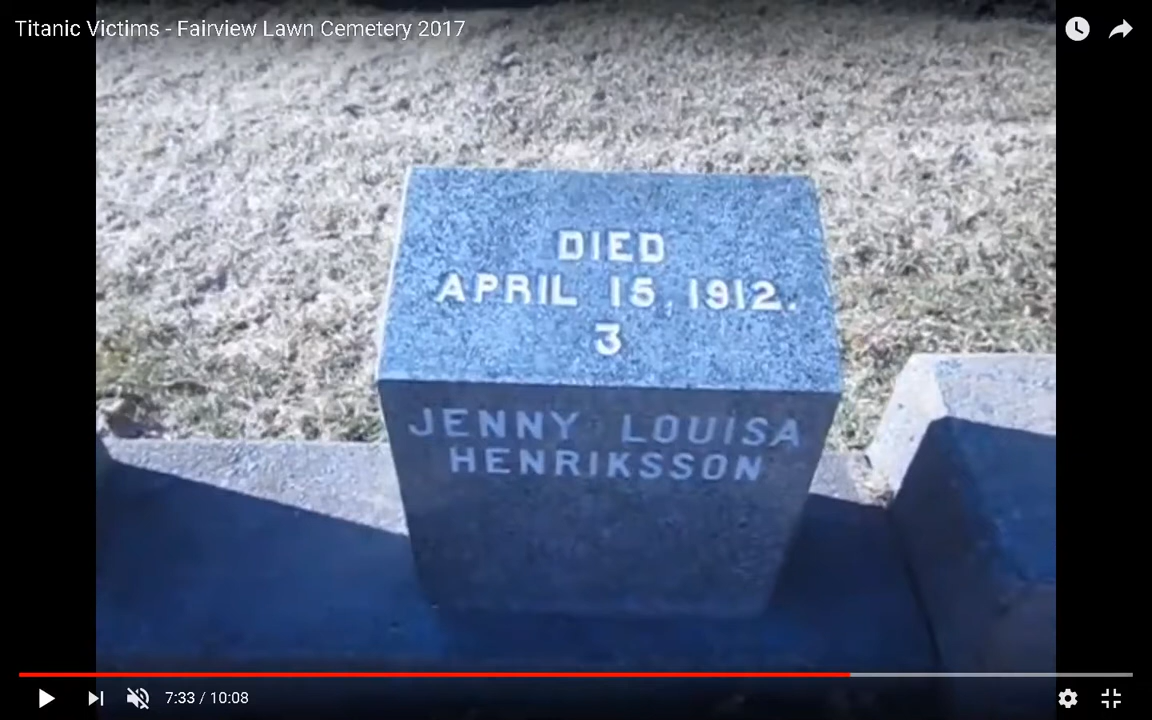 Titanic Victims - Fairview Lawn Cemetery 2017
DIED
APRIL 15, 1912.
3
JENNY LOUISA
HENRIKSSON
7:33 / 10:08